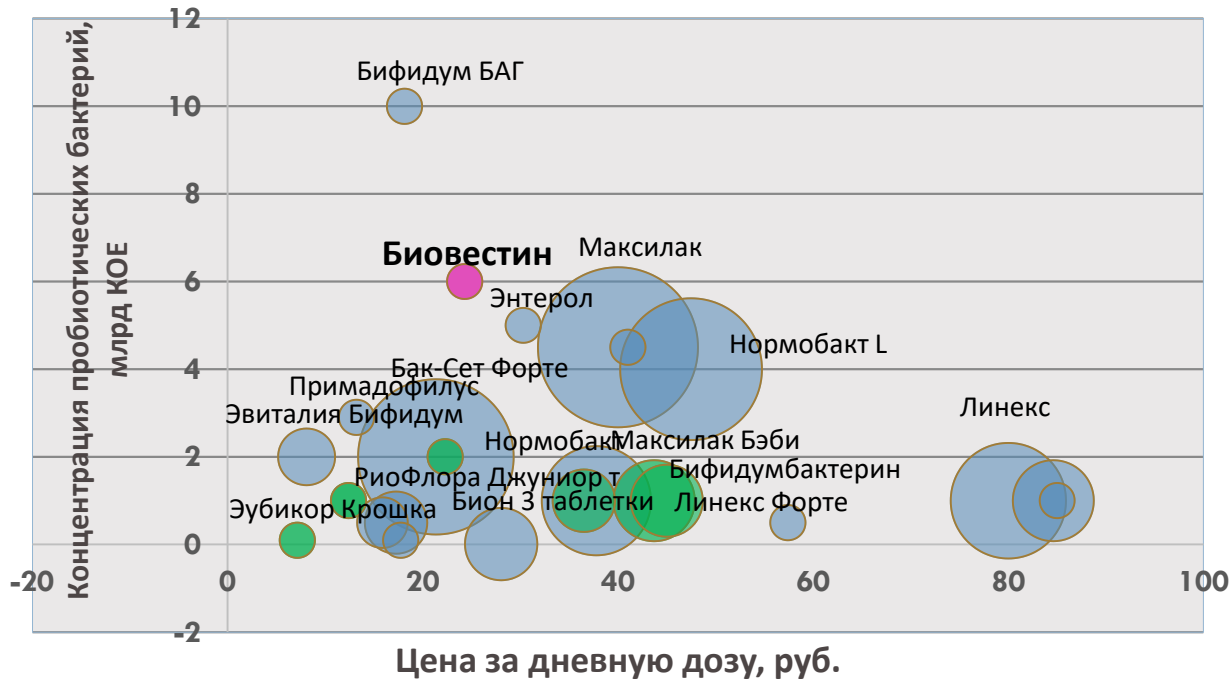 Концентрация пробиотических бактерий,
млрд КОЕ
12
10
8
6
4
2
0
-2
Бифидум БАГ
Биовестин
Максилак
Энтерол
Нормобакт L
Бак-Сет Форте
Примадофилус
Эвиталия Бифидум
Линекс
Нормобакт
Максилак Бэби
РиоФлора Джуниор т
Бифидумбактерин
Эубикор Крошка
Бион 3 таблетки
Линекс Форте
-20
0
20
40
60
80
100
Цена за дневную дозу, руб.